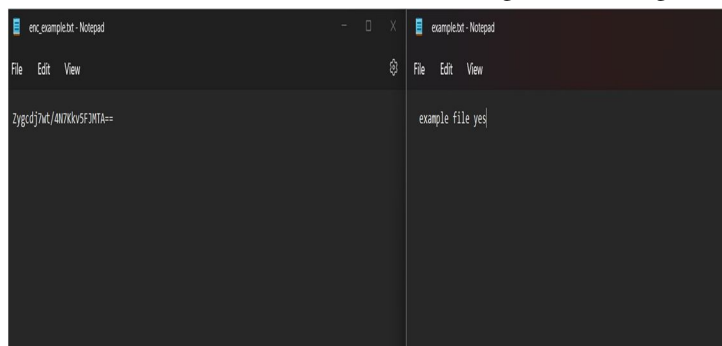 enc_example.txt - Notepad
File Edit View
Zygcdj7wt/4N7Kkv5FJMTA==
example.txt - Notepad
File Edit View
example file yes